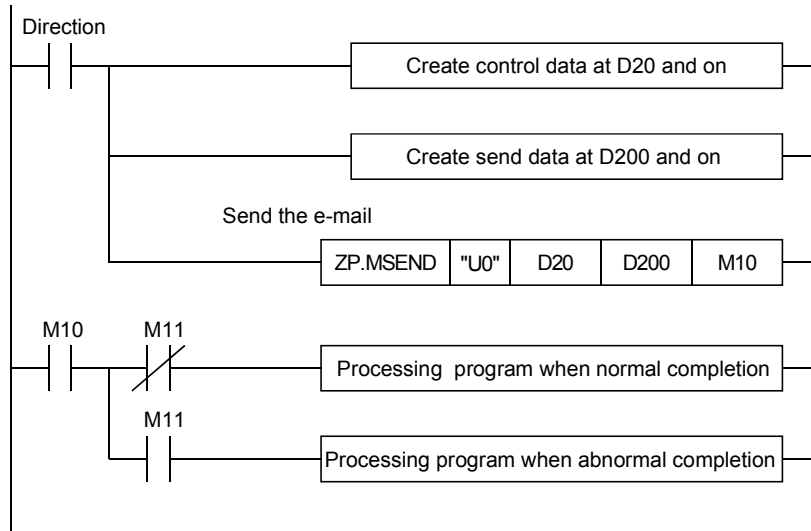 Direction
Create control data at D20 and on
Create send data at D200 and on
Send the e-mail
ZP.MSEND "U0" D20 D200 M10
M10 M11
Processing program when normal completion
M11
Processing program when abnormal completion